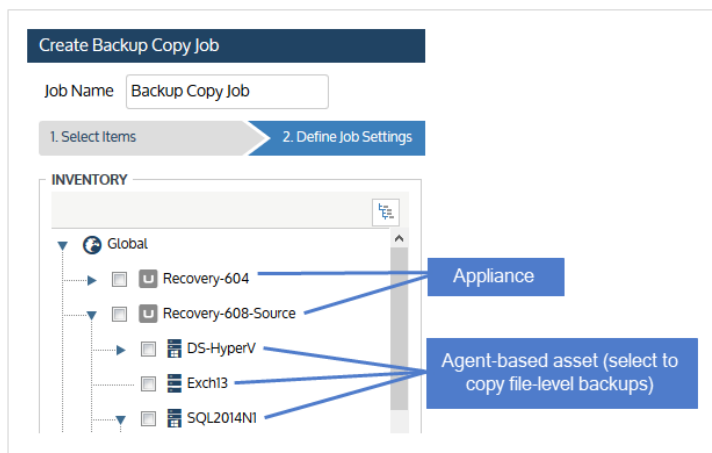 Create Backup Copy Job
Job Name Backup Copy Job
1. Select Items 2. Define Job Settings
INVENTORY
Global
Recovery-604
Appliance
Recovery-608-Source
DS-HyperV
Agent-based asset (select to
copy file-level backups)
Exch13
SQL2014N1